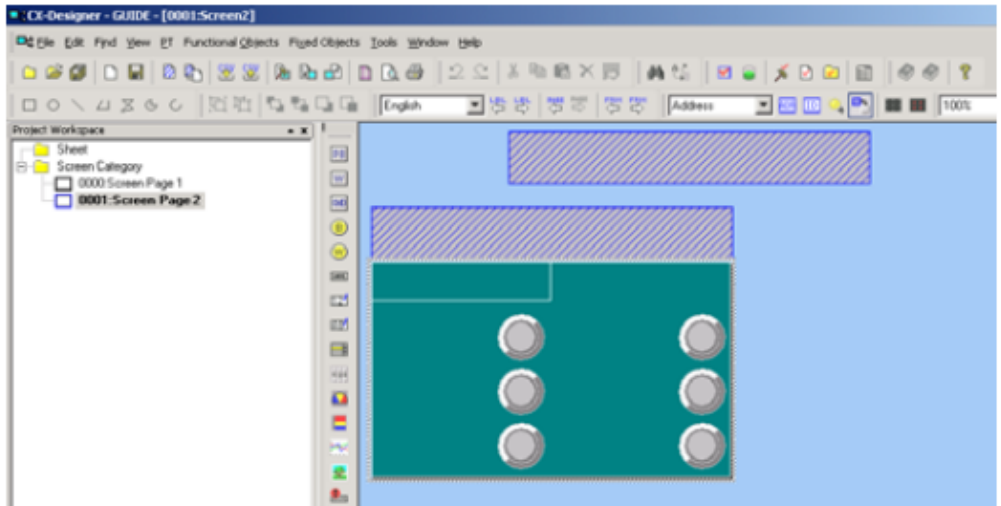 CX-Designer - GUIDE - [0001:Screen2]
File Edit Find View PT Functional Objects Fixed Objects Tools Window Help
English Address 100%
Project Workspace
Sheet
Screen Category
0000:Screen Page 1
0001:Screen Page 2